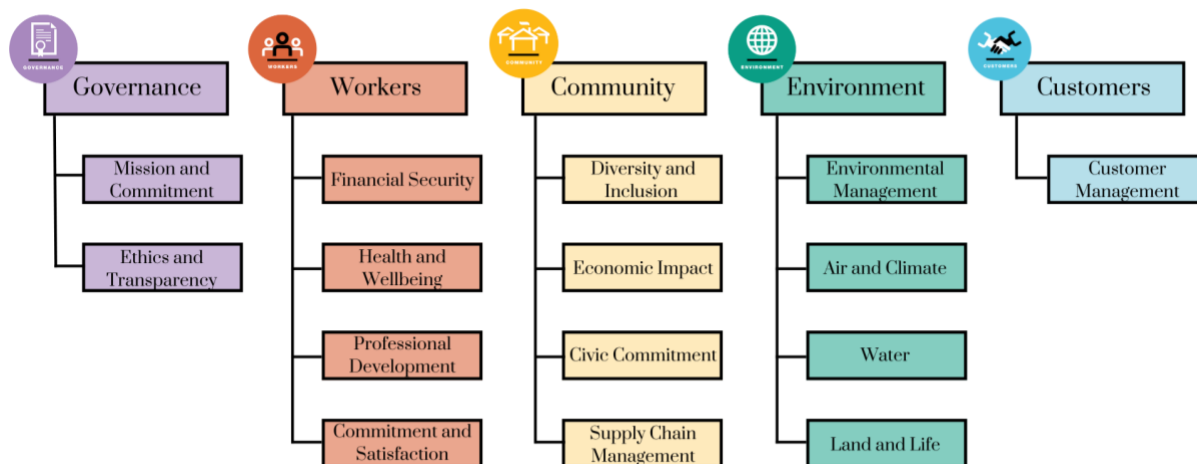 GOVERNANCE
Governance
Mission and
Commitment
Ethics and
Transparency
WORKERS
Workers
Financial Security
Health and
Wellbeing
Professional
Development
Commitment and
Satisfaction
COMMUNITY
Community
Diversity and
Inclusion
Economic Impact
Civic Commitment
Supply Chain
Management
ENVIRONMENT
Environment
Environmental
Management
Air and Climate
Water
Land and Life
CUSTOMERS
Customers
Customer
Management